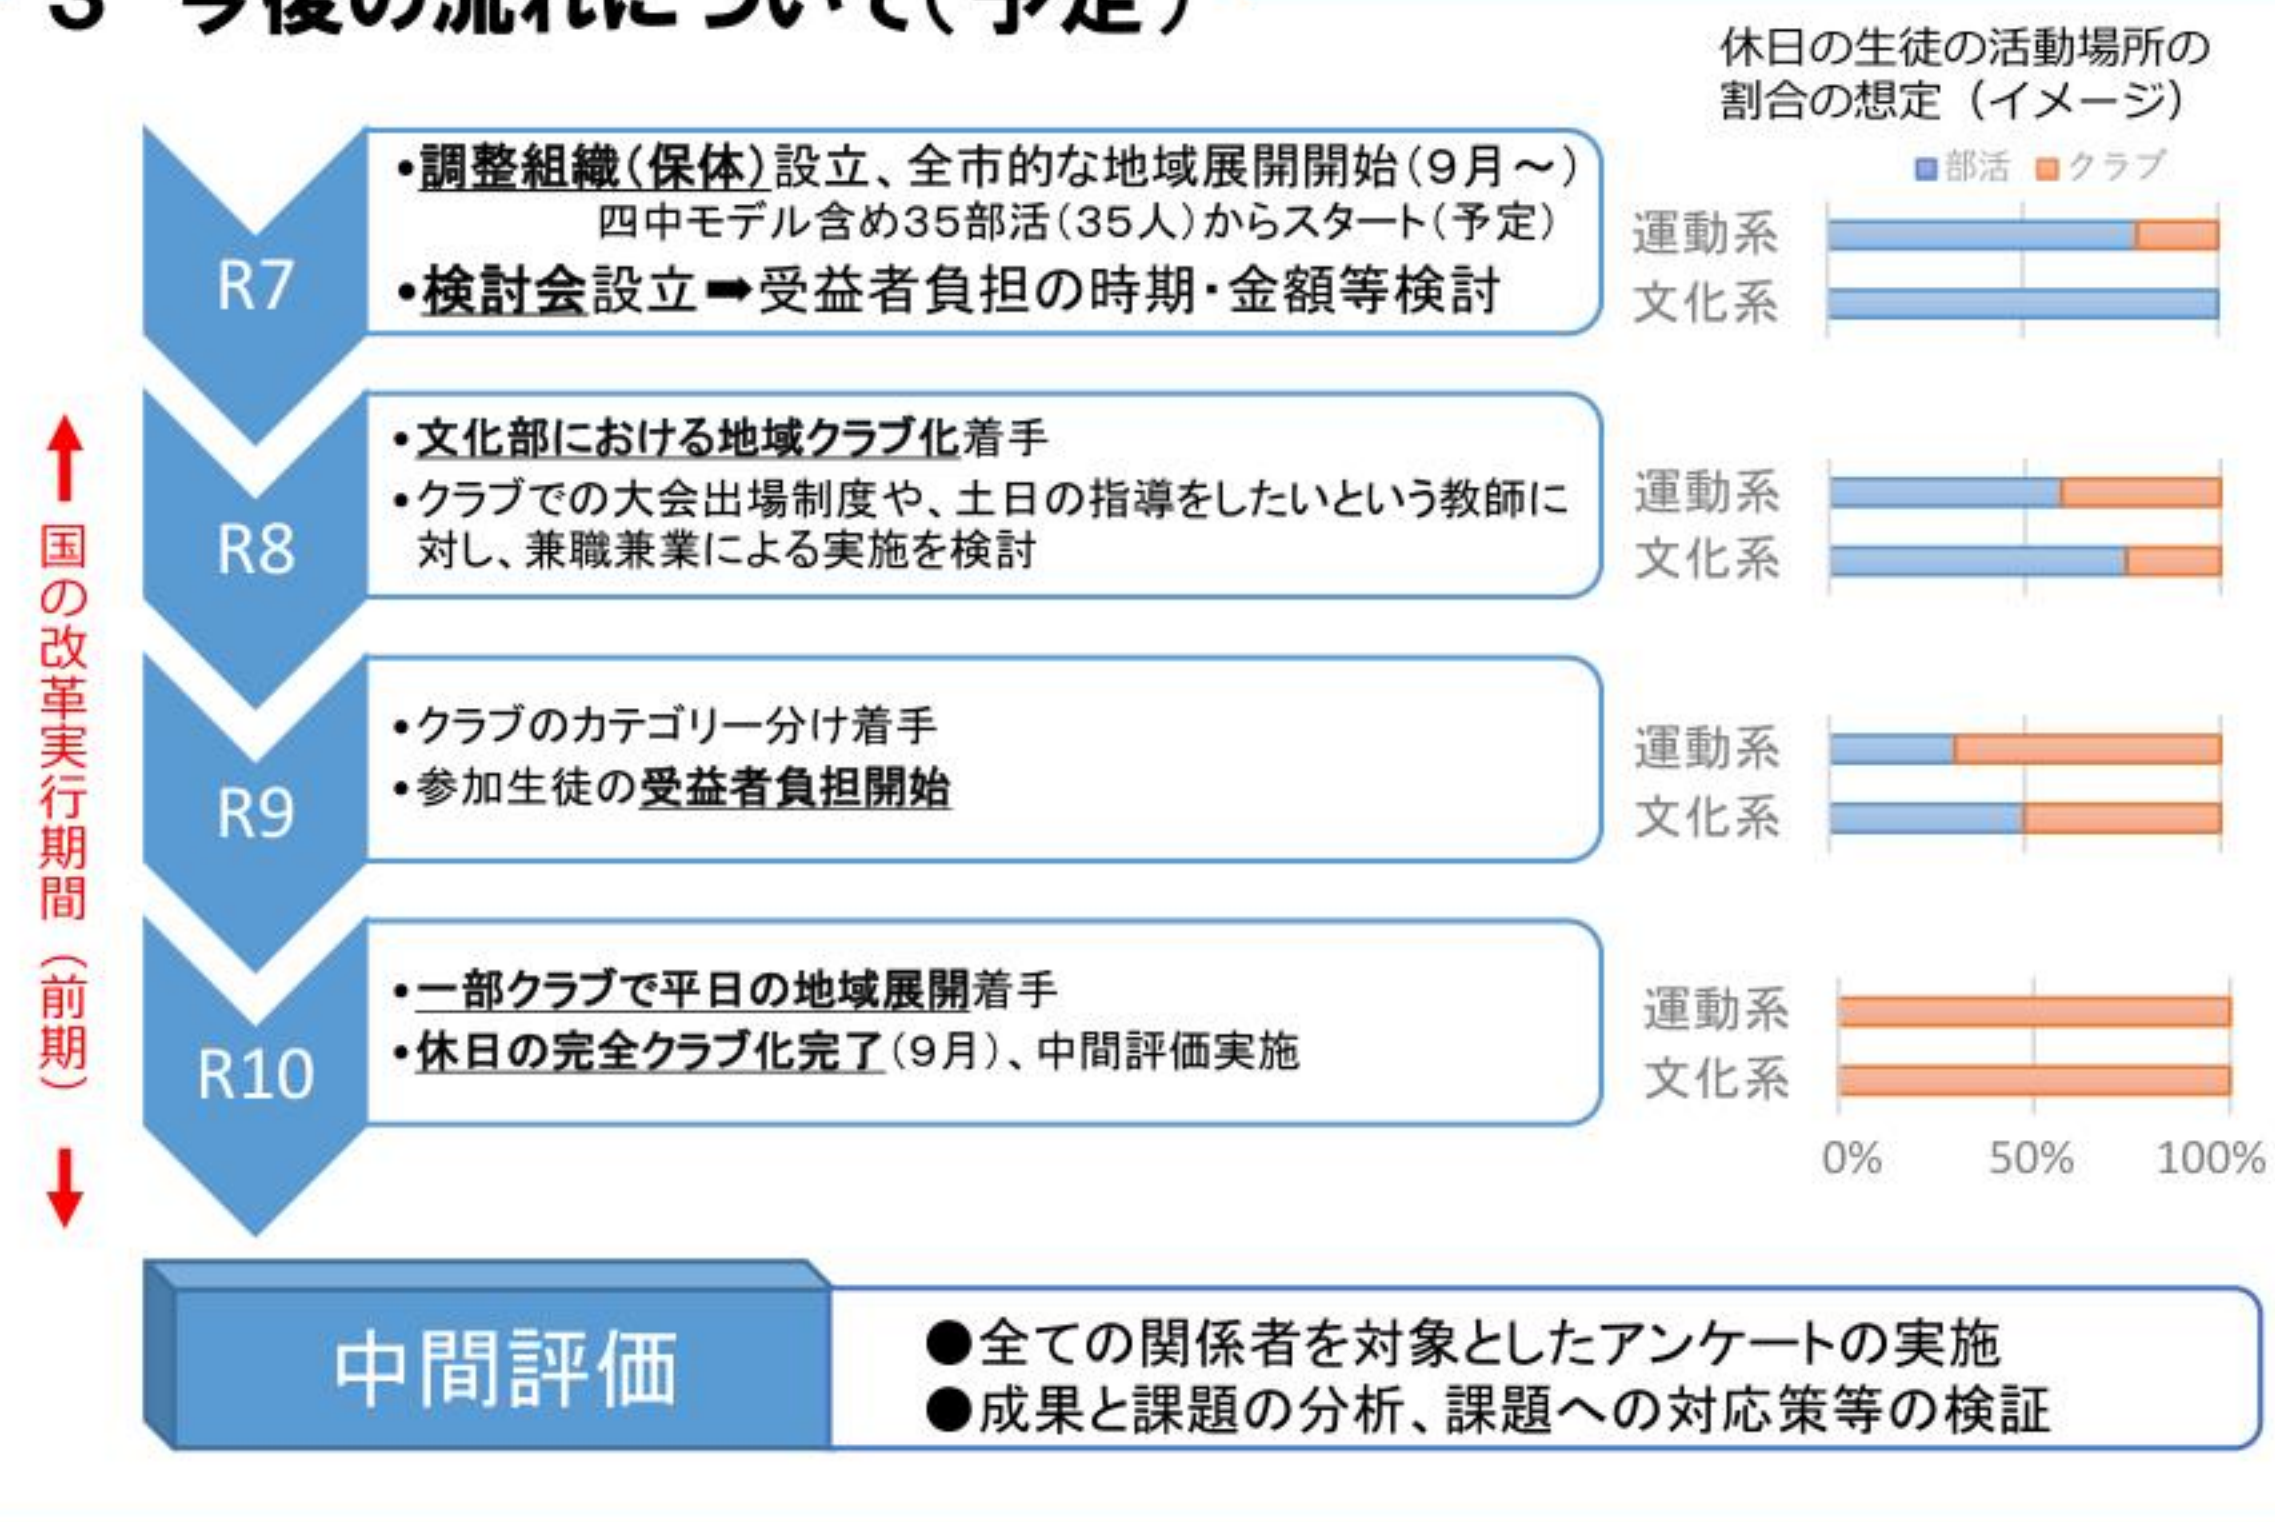 3 今後の流れについて(予定)
休日の生徒の活動場所の
割合の想定（イメージ）
部活 クラブ
R7
•調整組織(保体)設立、全市的な地域展開開始(9月～)
四中モデル含め35部活(35人)からスタート(予定)
•検討会設立➡受益者負担の時期・金額等検討
運動系
文化系
R8
•文化部における地域クラブ化着手
•クラブでの大会出場制度や、土日の指導をしたいという教師に
対し、兼職兼業による実施を検討
運動系
文化系
国の改革実行期間（前期）
R9
•クラブのカテゴリー分け着手
•参加生徒の受益者負担開始
運動系
文化系
R10
•一部クラブで平日の地域展開着手
•休日の完全クラブ化完了(9月)、中間評価実施
運動系
文化系
0% 50% 100%
中間評価
●全ての関係者を対象としたアンケートの実施
●成果と課題の分析、課題への対応策等の検証